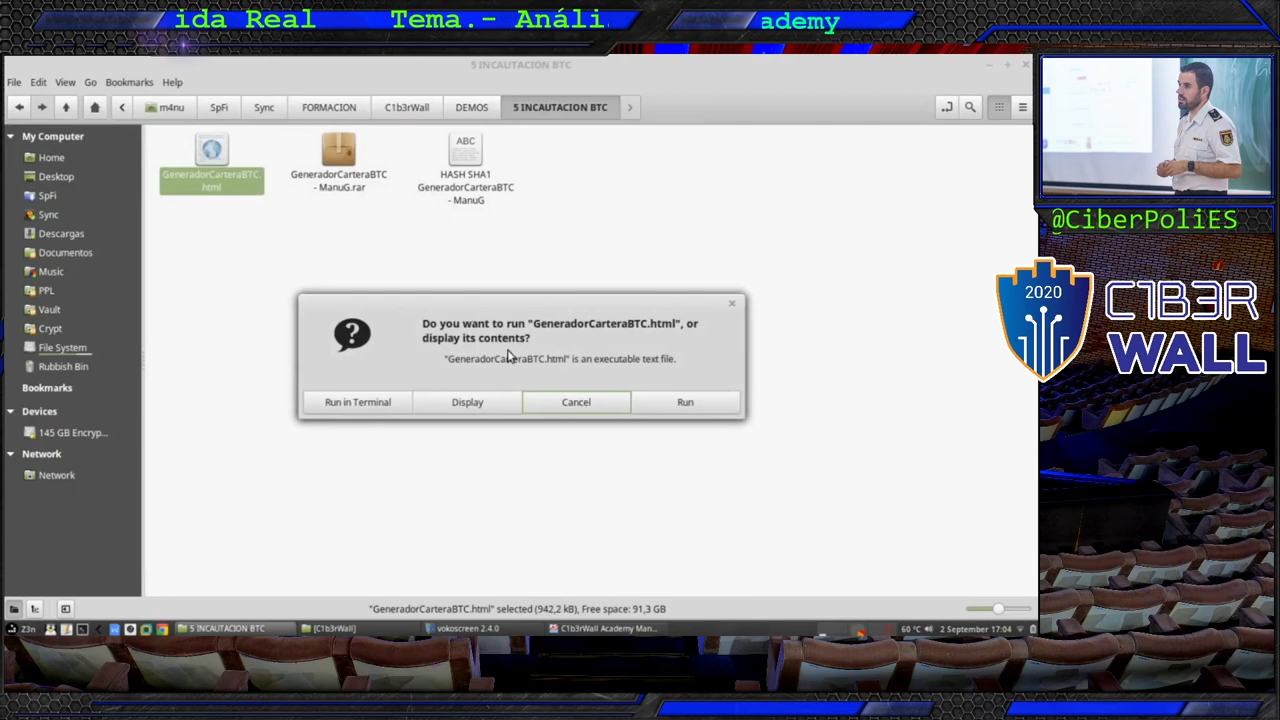 ida Real Tema.- Análi
ademy
5 INCAUTACION BTC
File Edit View Go Bookmarks Help
m4nu SpFi Sync FORMACION C1b3rWall DEMOS 5 INCAUTACION BTC
My Computer
Home
Desktop
SpFi
Sync
Descargas
Documentos
Music
PPL
Vault
Crypt
File System
Rubbish Bin
Bookmarks
Devices
145 GB Encryp...
Network
Network
GeneradorCarteraBTC.
html
GeneradorCarteraBTC
- ManuG.rar
ABC
HASH SHA1
GeneradorCarteraBTC
- ManuG
Do you want to run "GeneradorCarteraBTC.html", or
display its contents?
"GeneradorCarteraBTC.html" is an executable text file.
Run in Terminal Display Cancel Run
"GeneradorCarteraBTC.html" selected (942,2 kB), Free space: 91,3 GB
Z3n 5 INCAUTACION BTC [C1b3rWall] vokoscreen 2.4.0 C1b3rWall Academy Man... 60 °C 2 September 17:04
@CiberPoliES
2020
C1B3R
WALL